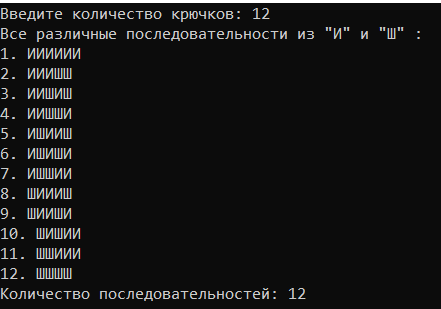 Введите количество крючков: 12
Все различные последовательности из "И" и "Ш" :
1. ИИИИИИ
2. ИИИШШ
3. ИИШИШ
4. ИИШШИ
5. ИШИИШ
6. ИШИШИ
7. ИШШИИ
8. ШИИИШ
9. ШИИШИ
10. ШИШИИ
11. ШШИИИ
12. ШШШШ
Количество последовательностей: 12